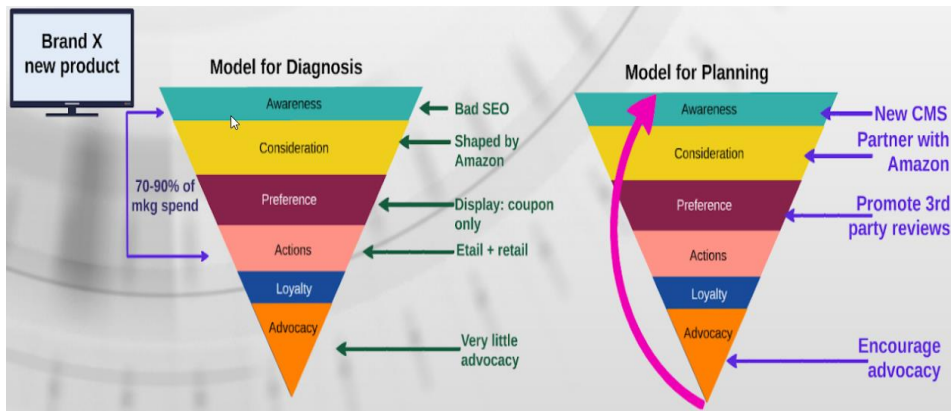 Brand X
new product
Model for Diagnosis
Awareness
Consideration
Preference
Actions
Loyalty
Advocacy
70-90% of
mkg spend
Bad SEO
Shaped by
Amazon
Display: coupon
only
Etail + retail
Very little
advocacy
Model for Planning
Awareness
Consideration
Preference
Actions
Loyalty
Advocacy
New CMS
Partner with
Amazon
Promote 3rd
party reviews
Encourage
advocacy